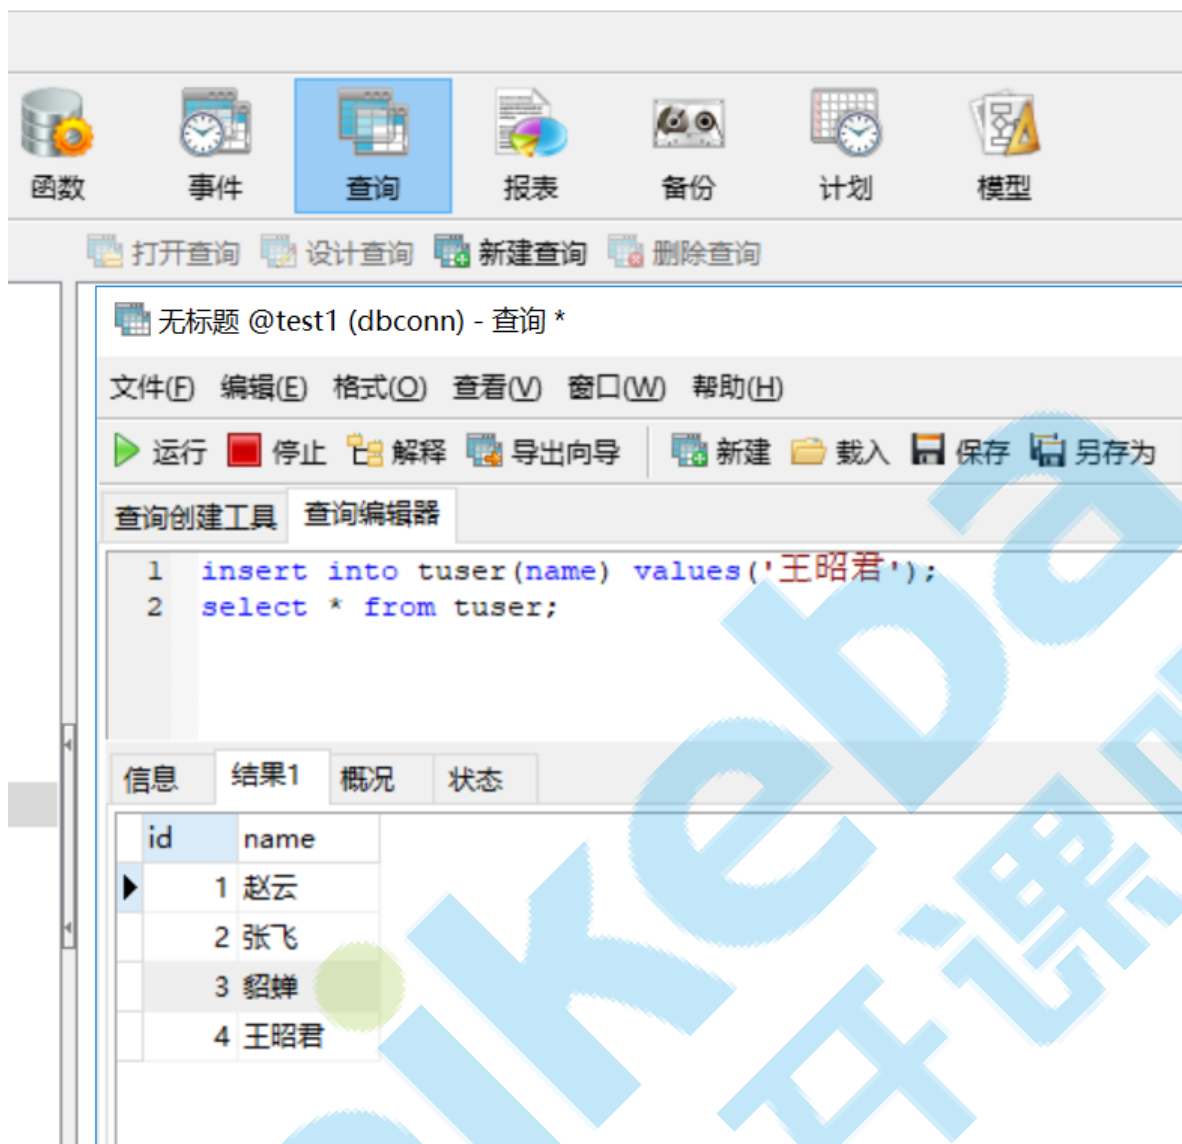 函数 事件 查询 报表 备份 计划 模型
打开查询 设计查询 新建查询 删除查询
无标题 @test1 (dbconn) - 查询 *
文件(F) 编辑(E) 格式(O) 查看(V) 窗口(W) 帮助(H)
运行 停止 解释 导出向导 新建 载入 保存 另存为
查询创建工具 查询编辑器
1 insert into tuser(name) values('王昭君');
2 select * from tuser;
信息 结果1 概况 状态
id name
1 赵云
2 张飞
3 貂蝉
4 王昭君
ikeba
开课吧